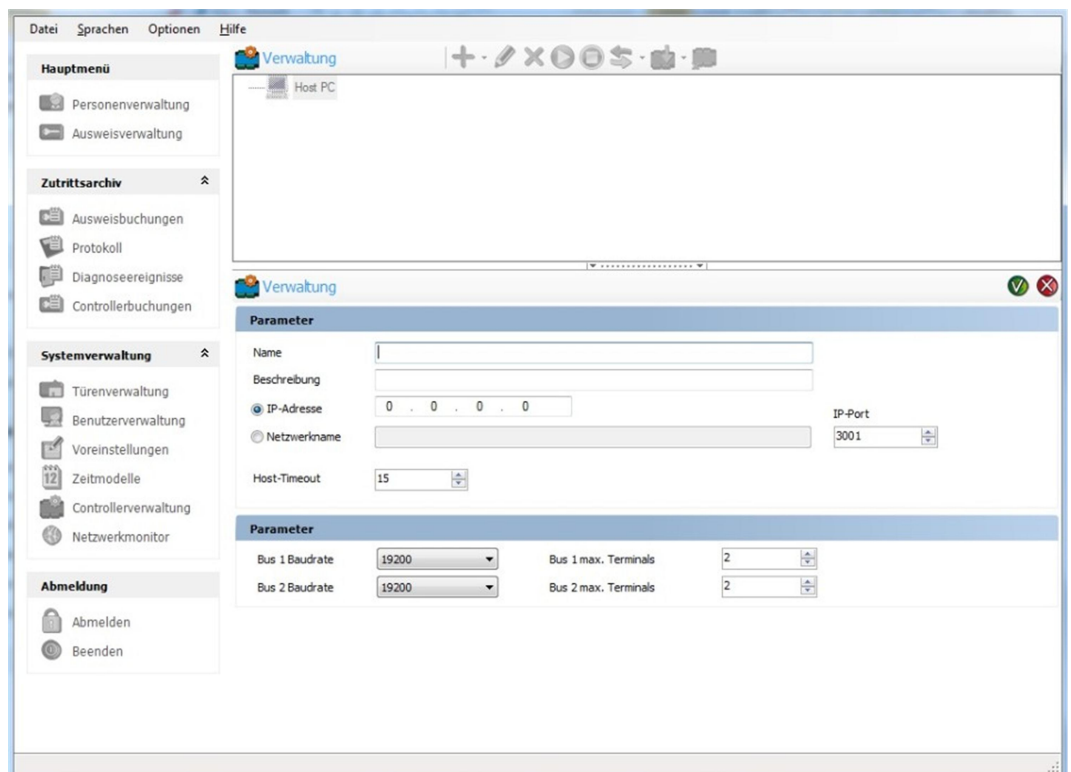 Datei Sprachen Optionen Hilfe
Hauptmenü
Personenverwaltung
Ausweisverwaltung
Zutrittsarchiv
Ausweisbuchungen
Protokoll
Diagnoseereignisse
Controllerbuchungen
Systemverwaltung
Türenverwaltung
Benutzerverwaltung
Voreinstellungen
12 Zeitmodelle
Controllerverwaltung
Netzwerkmonitor
Abmeldung
Abmelden
Beenden
Verwaltung
Host PC
Verwaltung
Parameter
Name
Beschreibung
IP-Adresse 0 . 0 . 0 . 0
IP-Port
Netzwerkname 3001
Host-Timeout 15
Parameter
Bus 1 Baudrate 19200 Bus 1 max. Terminals 2
Bus 2 Baudrate 19200 Bus 2 max. Terminals 2